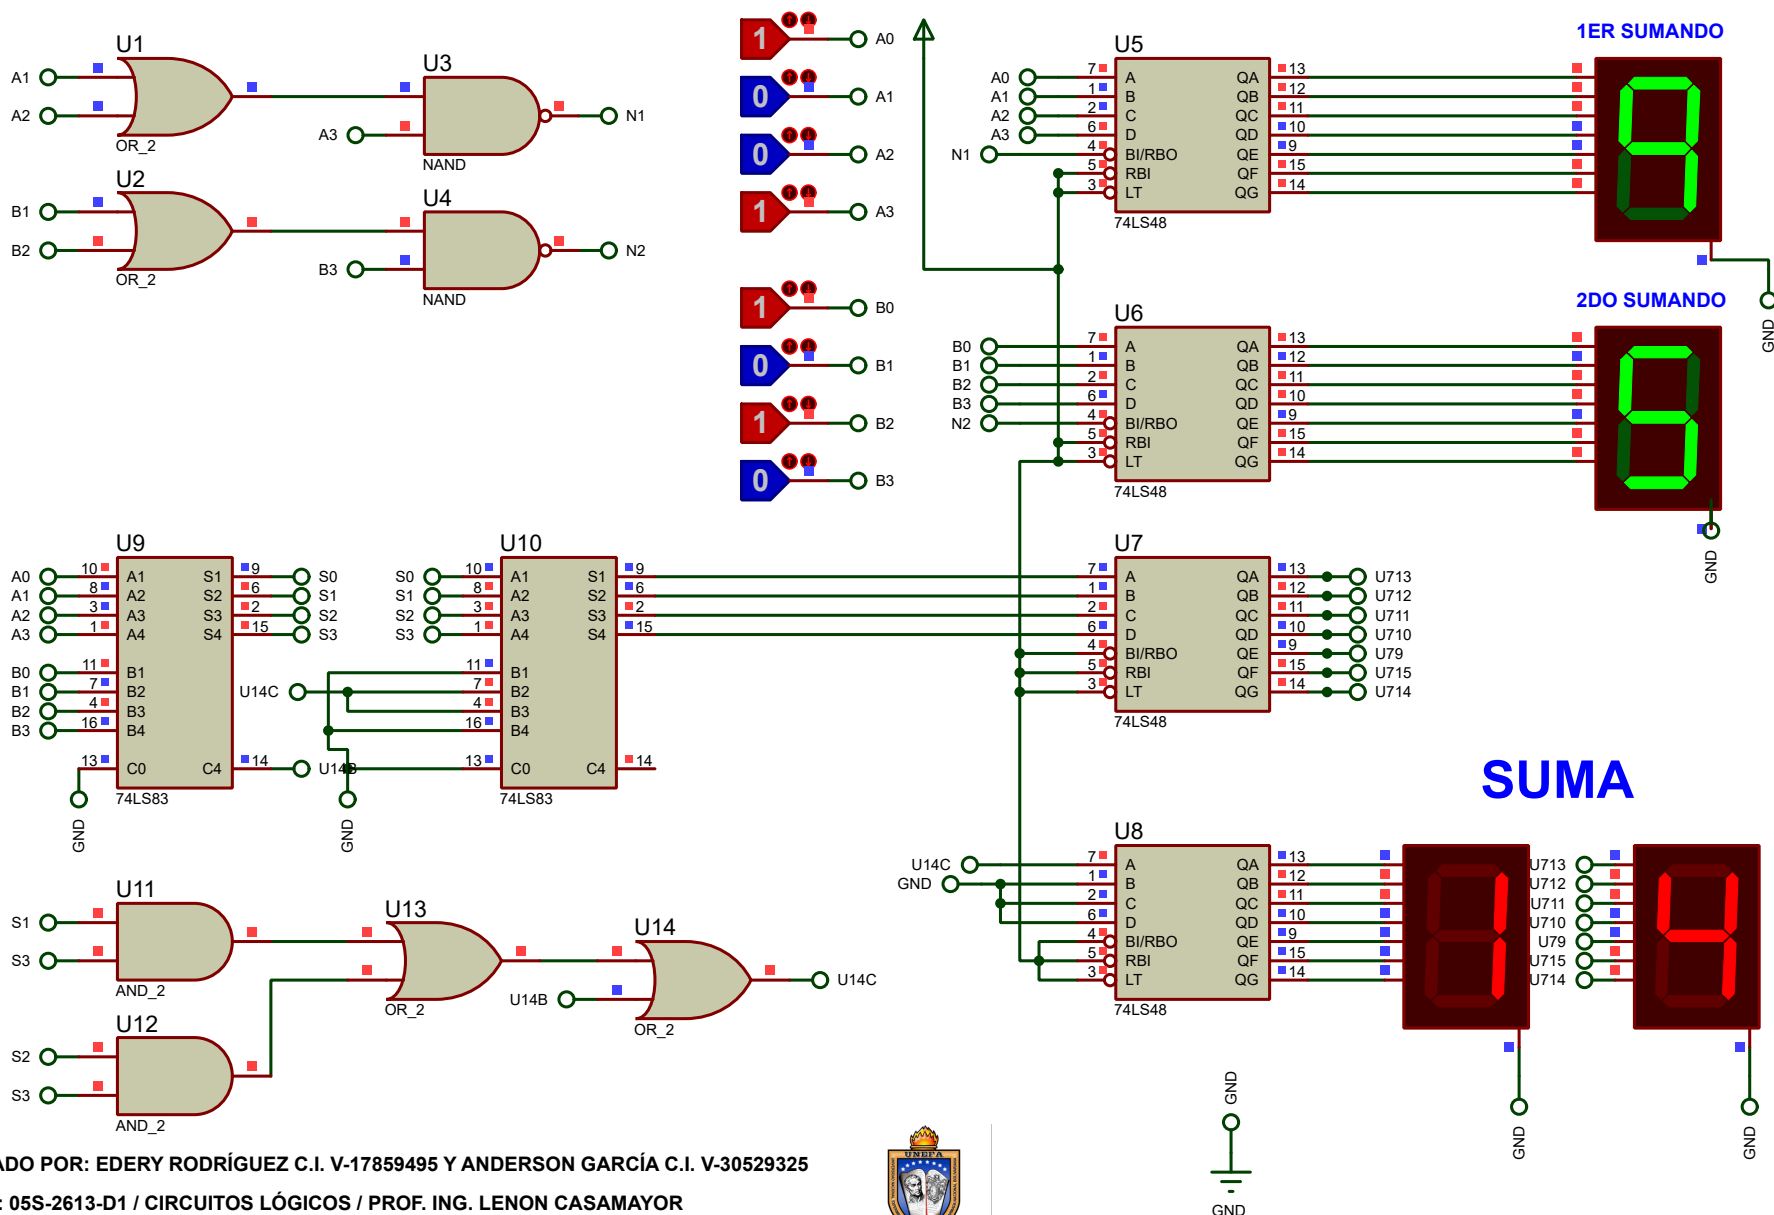 U1
A1
A2
OR_2
U3
A3
N1
NAND
U2
B1
B2
OR_2
U4
B3
N2
NAND
1 A0
0 A1
0 A2
1 A3
1 B0
0 B1
1 B2
0 B3
U5
A0 7 A QA 13
A1 1 B QB 12
A2 2 C QC 11
A3 6 D QD 10
N1 4 BI/RBO QE 9
5 RBI QF 15
3 LT QG 14
74LS48
1ER SUMANDO
GND
U6
B0 7 A QA 13
B1 1 B QB 12
B2 2 C QC 11
B3 6 D QD 10
N2 4 BI/RBO QE 9
5 RBI QF 15
3 LT QG 14
74LS48
2DO SUMANDO
GND
U9
A0 10 A1 S1 9 S0
A1 8 A2 S2 6 S1
A2 3 A3 S3 2 S2
A3 1 A4 S4 15 S3
B0 11 B1
B1 7 B2
B2 4 B3
B3 16 B4
13 C0 C4 14 U14B
74LS83
GND
U10
S0 10 A1 S1 9
S1 8 A2 S2 6
S2 3 A3 S3 2
S3 1 A4 S4 15
11 B1
U14C 7 B2
4 B3
16 B4
13 C0 C4 14
74LS83
GND
U7
7 A QA 13 U713
1 B QB 12 U712
2 C QC 11 U711
6 D QD 10 U710
4 BI/RBO QE 9 U79
5 RBI QF 15 U715
3 LT QG 14 U714
74LS48
SUMA
U8
U14C 7 A QA 13
GND 1 B QB 12
2 C QC 11
6 D QD 10
4 BI/RBO QE 9
5 RBI QF 15
3 LT QG 14
74LS48
U713
U712
U711
U710
U79
U715
U714
GND
GND
U11
S1
S3
AND_2
U12
S2
S3
AND_2
U13
OR_2
U14
U14B
U14C
OR_2
GND
GND
ADO POR: EDERY RODRÍGUEZ C.I. V-17859495 Y ANDERSON GARCÍA C.I. V-30529325
: 05S-2613-D1 / CIRCUITOS LÓGICOS / PROF. ING. LENON CASAMAYOR
UNEFA